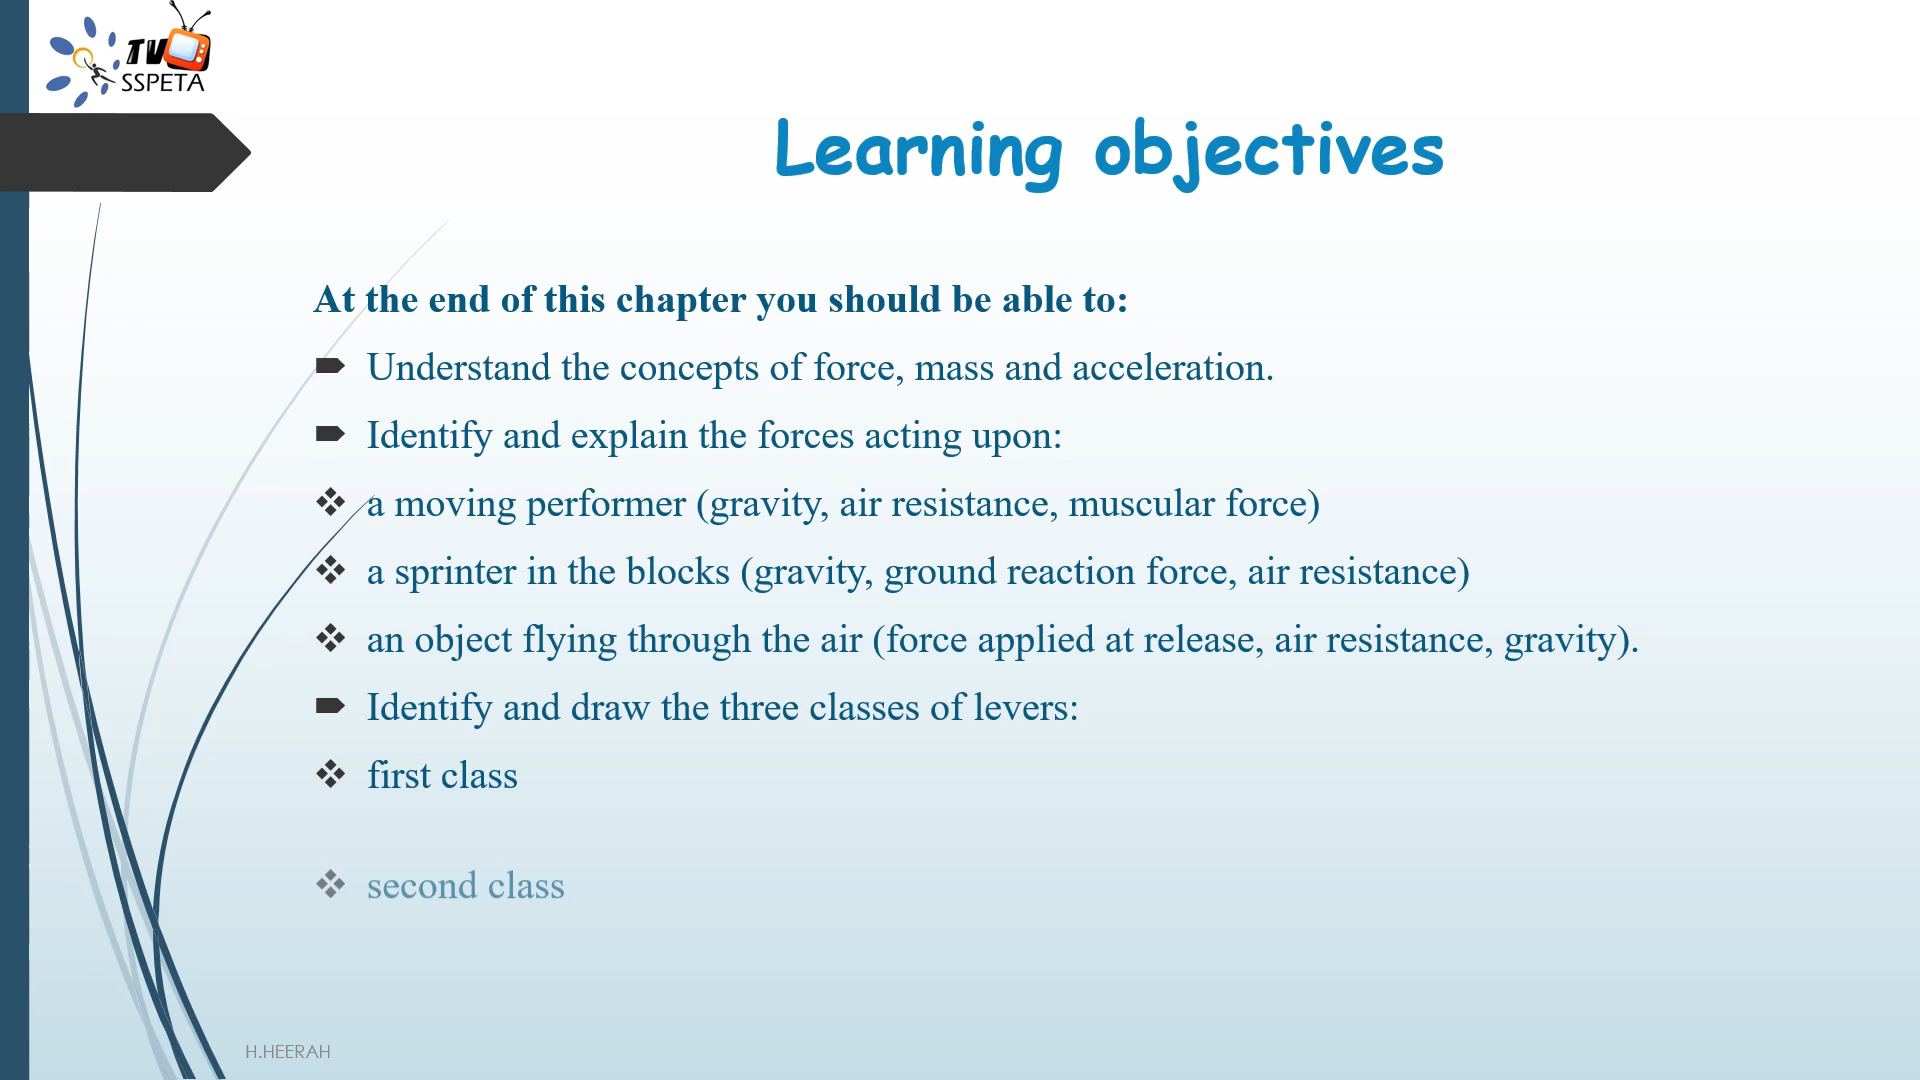 TV
SSPETA
Learning objectives
At the end of this chapter you should be able to:
Understand the concepts of force, mass and acceleration.
Identify and explain the forces acting upon:
a moving performer (gravity, air resistance, muscular force)
a sprinter in the blocks (gravity, ground reaction force, air resistance)
an object flying through the air (force applied at release, air resistance, gravity).
Identify and draw the three classes of levers:
first class
second class
H.HEERAH